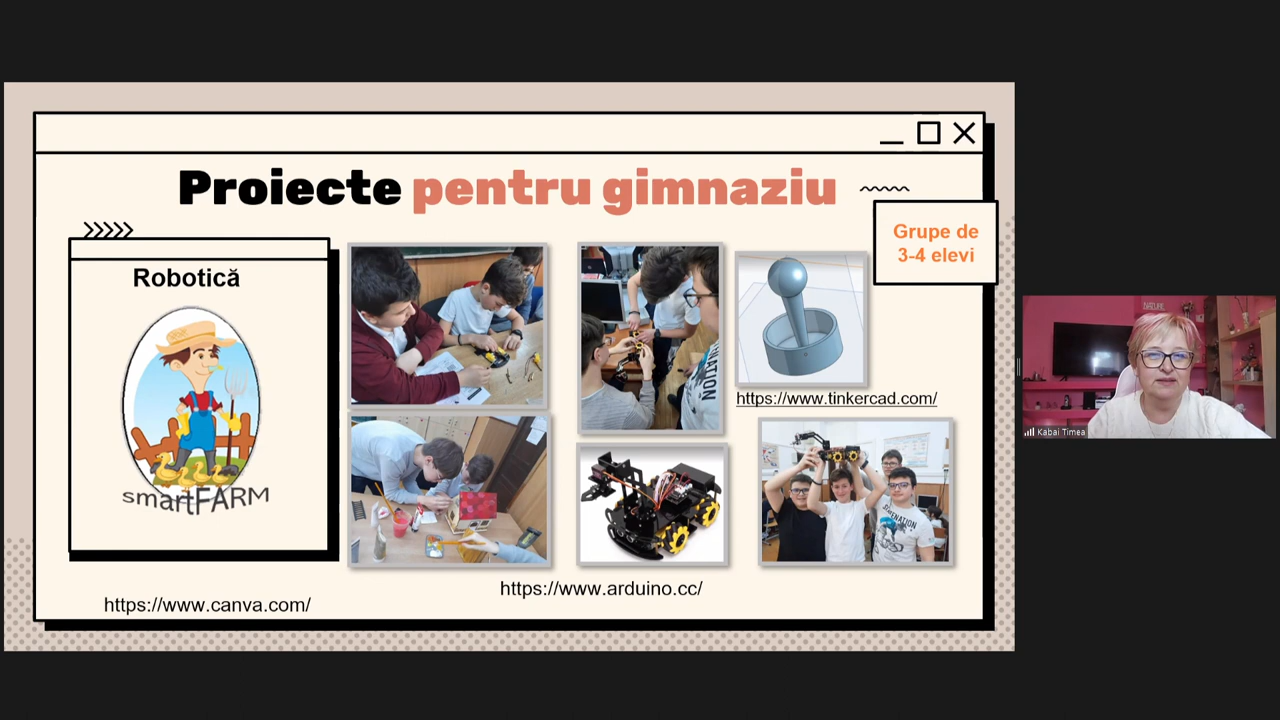 Proiecte pentru gimnaziu
Grupe de
3-4 elevi
Robotică
smartFARM
https://www.canva.com/
https://www.tinkercad.com/
https://www.arduino.cc/
Kabai Timea